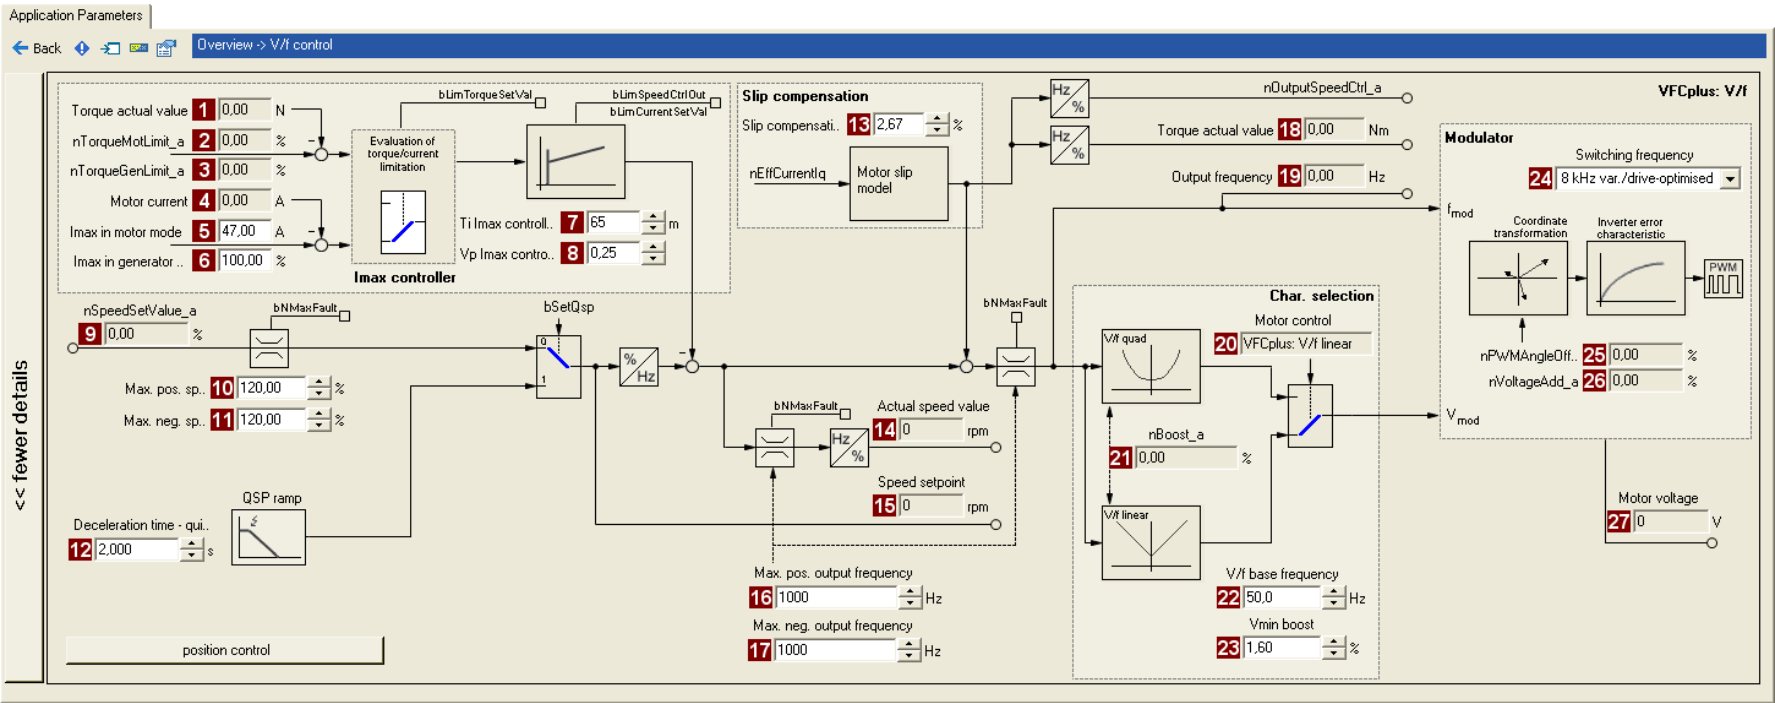 Application Parameters
Back
Overview -> V/f control
<< fewer details
VFCplus: V/f
Torque actual value 1 0,00 N
nTorqueMotLimit_a 2 0,00 %
nTorqueGenLimit_a 3 0,00 %
Motor current 4 0,00 A
Imax in motor mode 5 47,00 A
Imax in generator .. 6 100,00 %
bLimTorqueSetVal
Evaluation of
torque/current
limitation
bLimSpeedCtrlOut
bLimCurrentSetVal
Ti Imax controll.. 7 65 m
Vp Imax contro.. 8 0,25
Imax controller
Slip compensation
Slip compensati.. 13 2,67 %
nEffCurrentIq
Motor slip
model
Hz
%
nOutputSpeedCtrl_a
Hz
%
Torque actual value 18 0,00 Nm
Output frequency 19 0,00 Hz
Modulator
Switching frequency
24 8 kHz var./drive-optimised
fmod
Coordinate
transformation
Inverter error
characteristic
PWM
nPWMAngleOff.. 25 0,00 %
nVoltageAdd_a 26 0,00 %
Vmod
Motor voltage
27 0 V
nSpeedSetValue_a
9 0,00 %
bNMaxFault
Max. pos. sp.. 10 120,00 %
Max. neg. sp.. 11 120,00 %
bSetQsp
0
1
%
Hz
QSP ramp
Deceleration time - qui..
12 2,000 s
position control
bNMaxFault
bNMaxFault
Hz
%
Actual speed value
14 0 rpm
Speed setpoint
15 0 rpm
Max. pos. output frequency
16 1000 Hz
Max. neg. output frequency
17 1000 Hz
Char. selection
Motor control
20 VFCplus: V/f linear
V/f quad
nBoost_a
21 0,00 %
V/f linear
V/f base frequency
22 50,0 Hz
Vmin boost
23 1,60 %